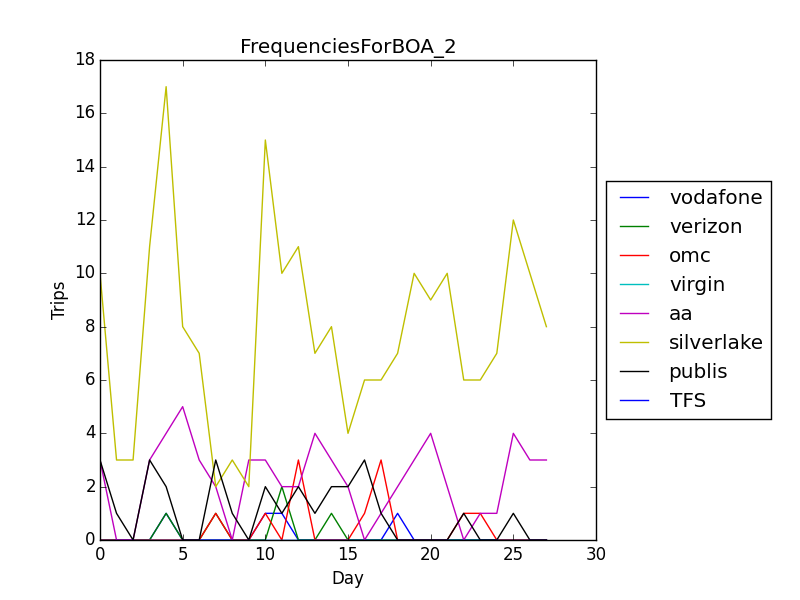 FrequenciesForBOA_2
18
16
14
12
10
8
6
4
2
0
Trips
0 5 10 15 20 25 30
Day
vodafone
verizon
omc
virgin
aa
silverlake
publis
TFS